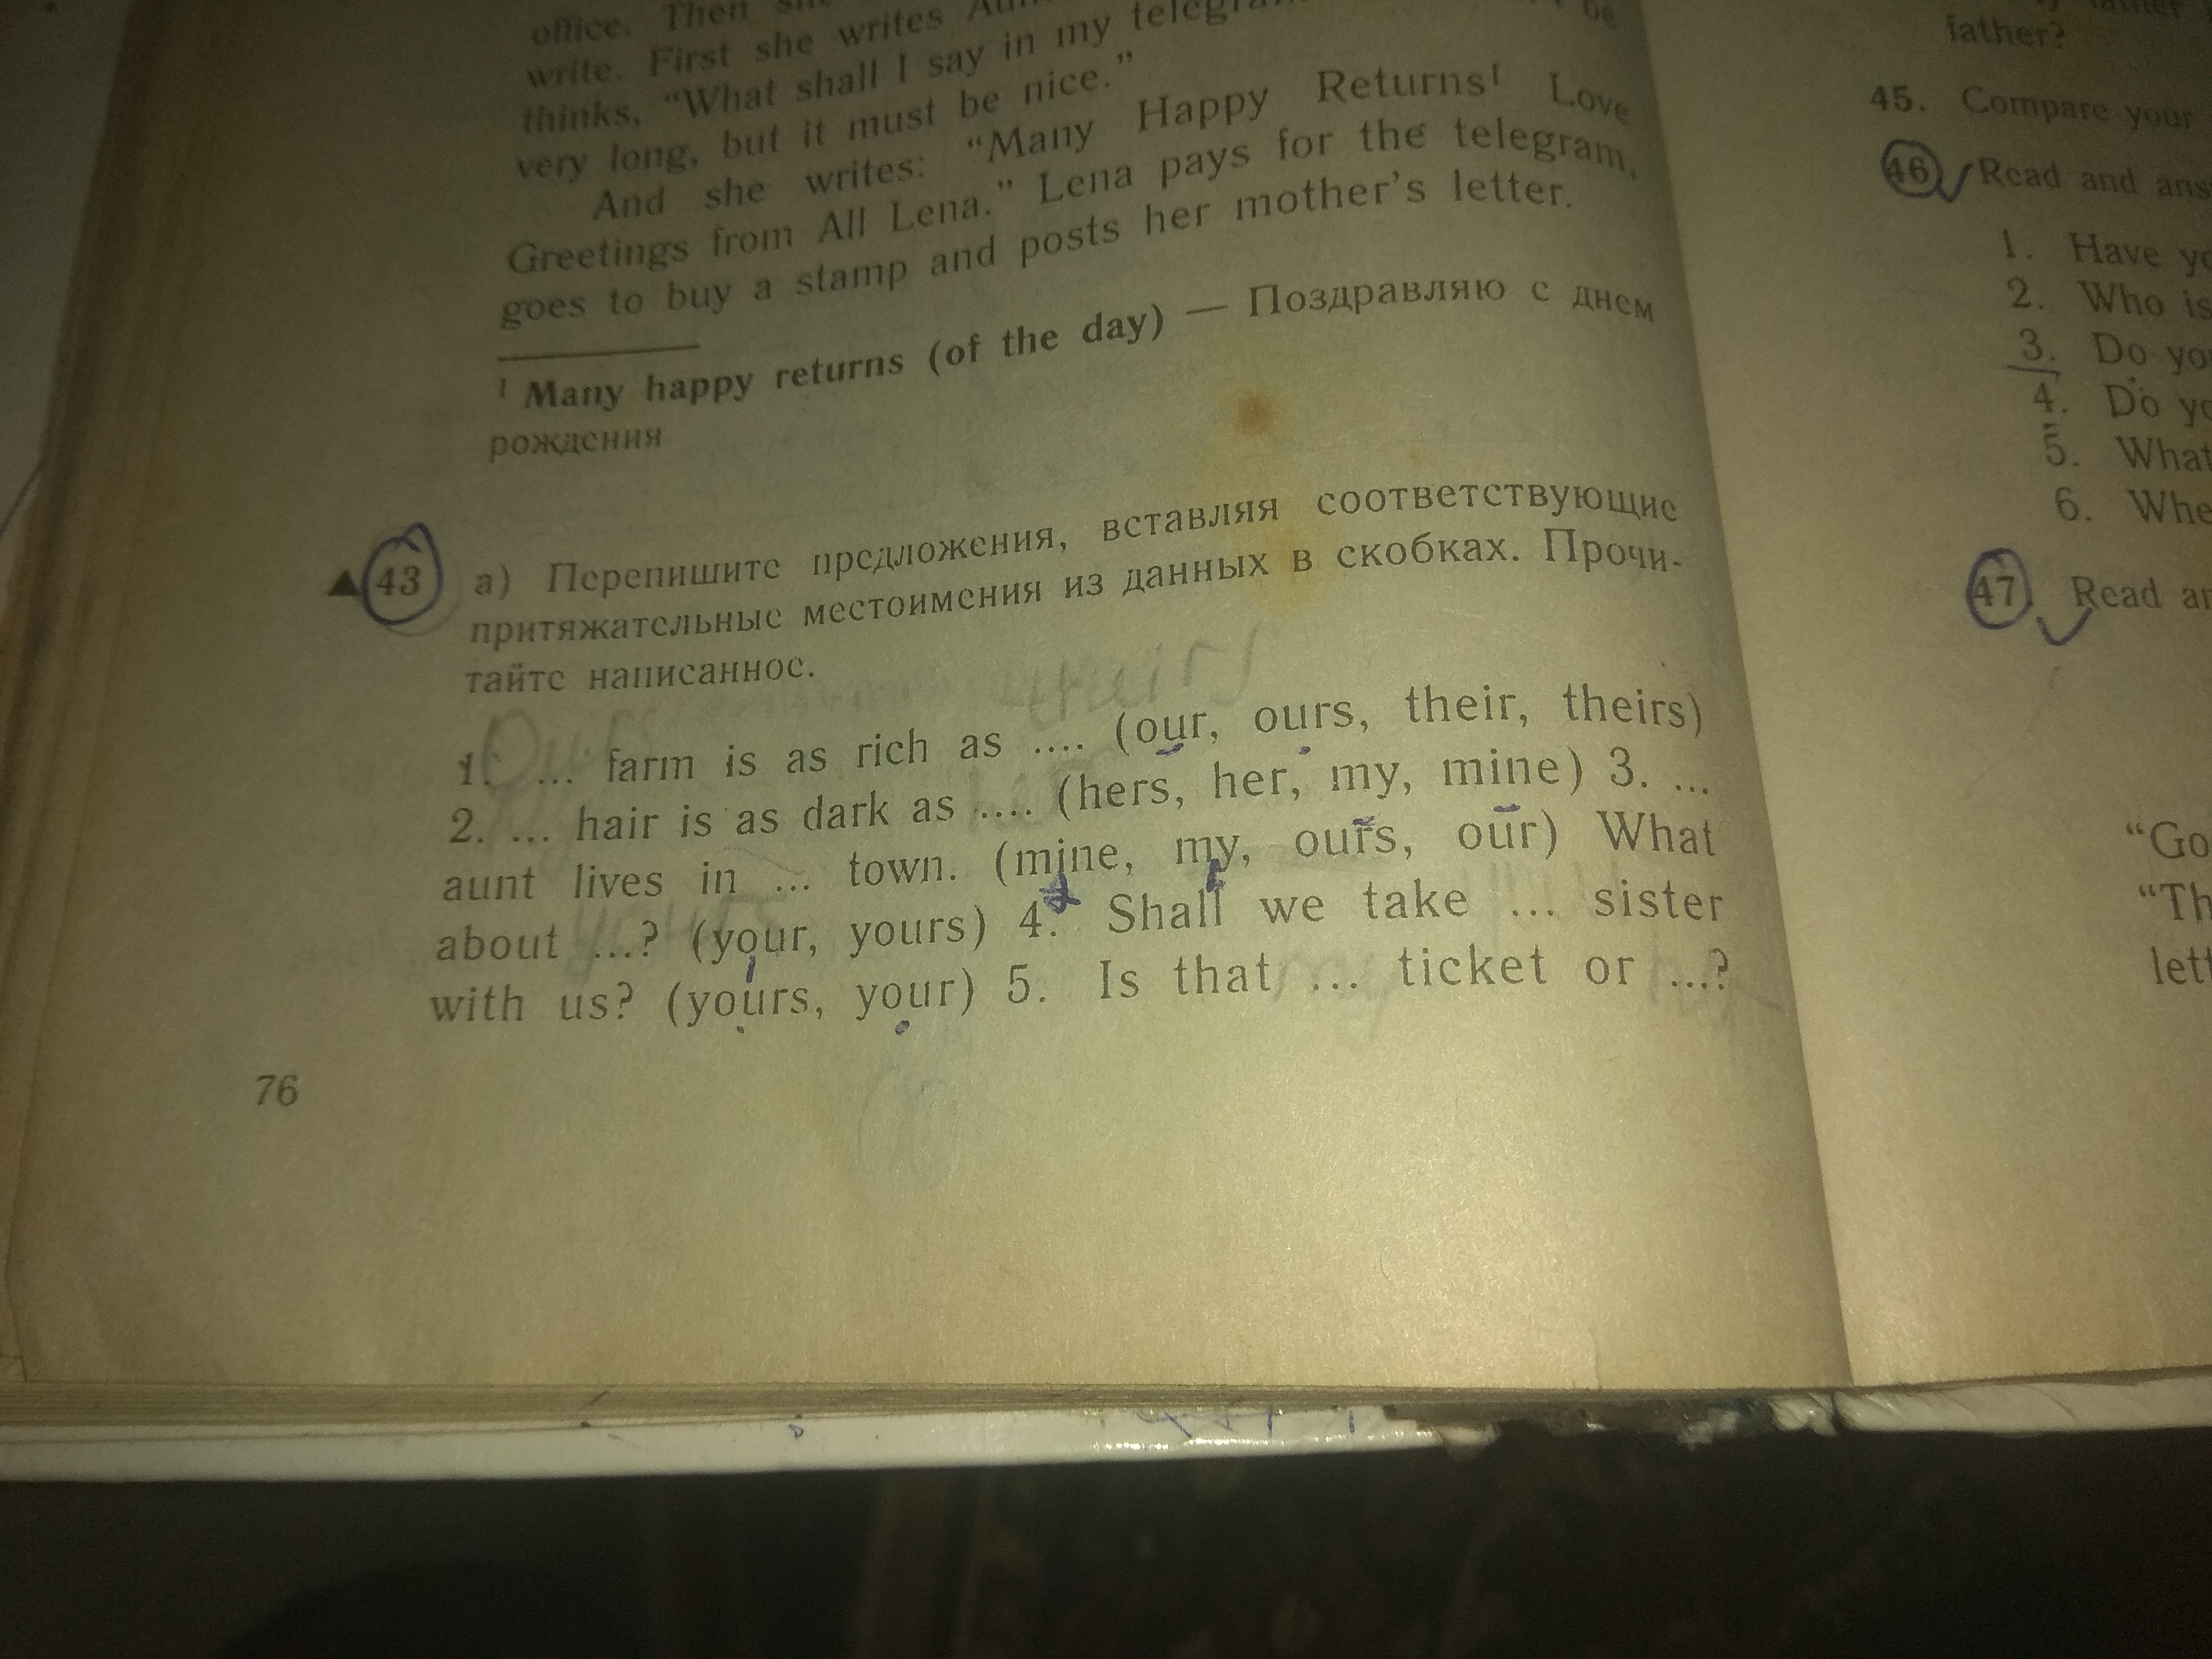 office. Then she
write. First she writes
thinks, "What shall I say in my telegram
very long, but it must be nice."
And she writes: "Many Happy Returns¹ Love
Greetings from All Lena." Lena pays for the telegram,
goes to buy a stamp and posts her mother's letter.
¹ Many happy returns (of the day) — Поздравляю с днем
рождения
43 а) Перепишите предложения, вставляя соответствующие
притяжательные местоимения из данных в скобках. Прочи-
тайте написанное.
1. ... farm is as rich as .... (our, ours, their, theirs)
2. ... hair is as dark as .... (hers, her, my, mine) 3. ...
aunt lives in ... town. (mine, my, ours, our) What
about ...? (your, yours) 4. Shall we take ... sister
with us? (yours, your) 5. Is that ... ticket or ...?
76
father?
45. Compare your
46 Read and ans
1. Have yo
2. Who is
3. Do yo
4. Do yo
5. What
6. Whe
47. Read an
"Go
"Th
lett